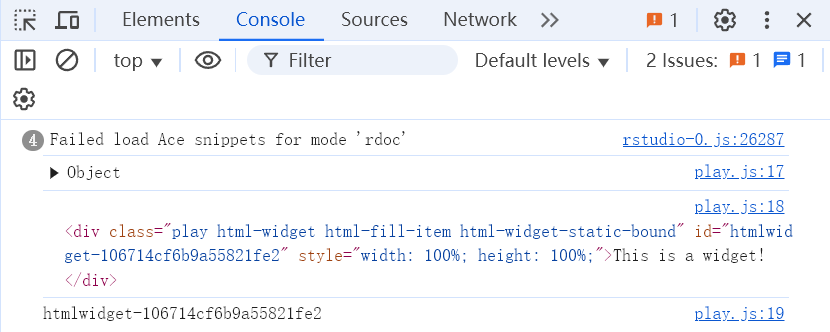 Elements Console Sources Network 1
top Filter Default levels 2 Issues: 1 1
4 Failed load Ace snippets for mode 'rdoc' rstudio-0.js:26287
Object play.js:17
play.js:18
<div class="play html-widget html-fill-item html-widget-static-bound" id="htmlwid
get-106714cf6b9a55821fe2" style="width: 100%; height: 100%;">This is a widget!
</div>
htmlwidget-106714cf6b9a55821fe2 play.js:19